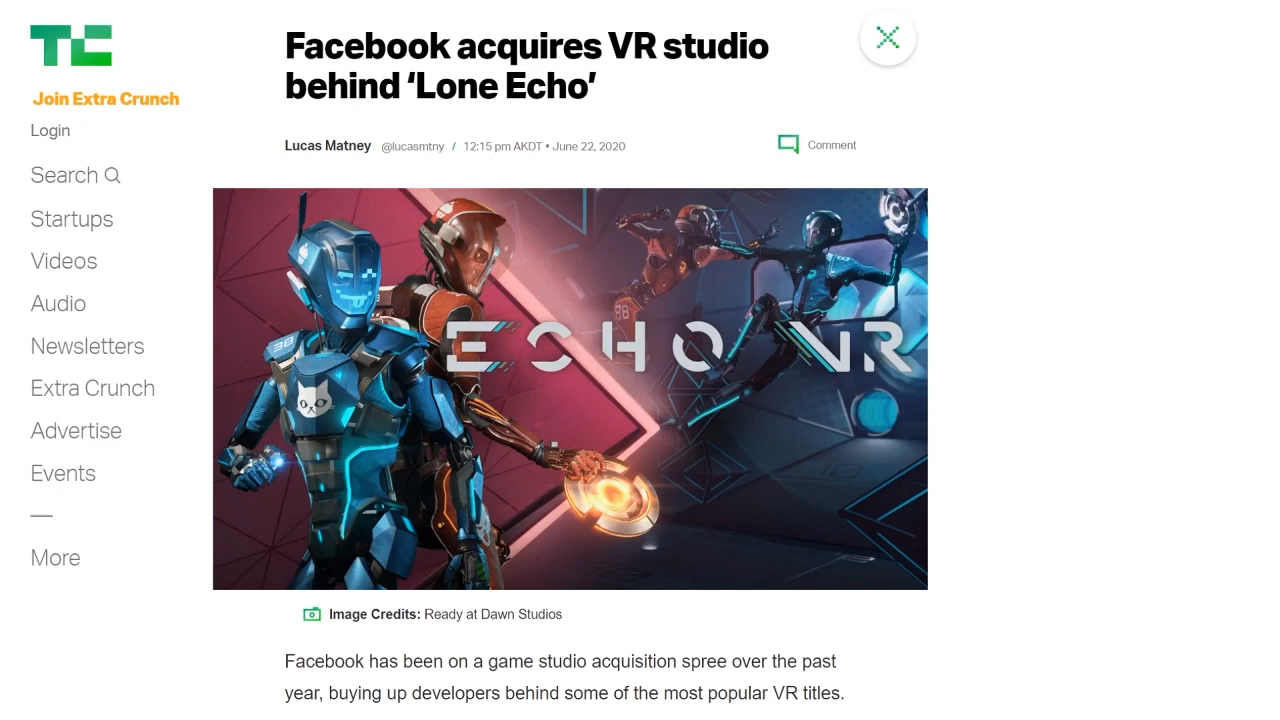 TC
Join Extra Crunch
Login
Search
Startups
Videos
Audio
Newsletters
Extra Crunch
Advertise
Events
—
More
Facebook acquires VR studio
behind ‘Lone Echo’
Lucas Matney @lucasmtny / 12:15 pm AKDT • June 22, 2020
Comment
38
88
ECHO VR
Image Credits: Ready at Dawn Studios
Facebook has been on a game studio acquisition spree over the past
year, buying up developers behind some of the most popular VR titles.